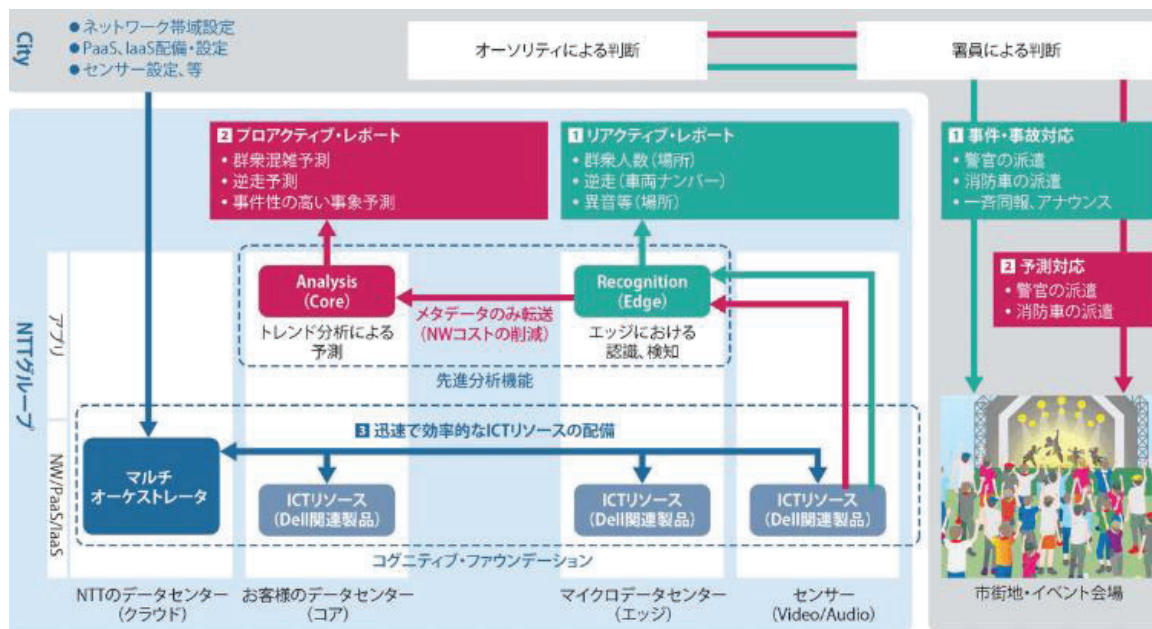 City
●ネットワーク帯域設定
●PaaS、IaaS配備・設定
●センサー設定、等
オーソリティによる判断
署員による判断
2 プロアクティブ・レポート
• 群衆混雑予測
• 逆走予測
• 事件性の高い事象予測
1 リアクティブ・レポート
• 群衆人数(場所)
• 逆走(車両ナンバー)
• 異音等(場所)
1 事件・事故対応
• 警官の派遣
• 消防車の派遣
• 一斉同報、アナウンス
2 予測対応
• 警官の派遣
• 消防車の派遣
NTTグループ
アプリ
Analysis
(Core)
トレンド分析による
予測
メタデータのみ転送
(NWコストの削減)
Recognition
(Edge)
エッジにおける
認識、検知
先進分析機能
NW/PaaS/IaaS
3 迅速で効率的なICTリソースの配備
マルチ
オーケストレータ
ICTリソース
(Dell関連製品)
ICTリソース
(Dell関連製品)
ICTリソース
(Dell関連製品)
コグニティブ・ファウンデーション
NTTのデータセンター
(クラウド)
お客様のデータセンター
(コア)
マイクロデータセンター
(エッジ)
センサー
(Video/Audio)
市街地・イベント会場